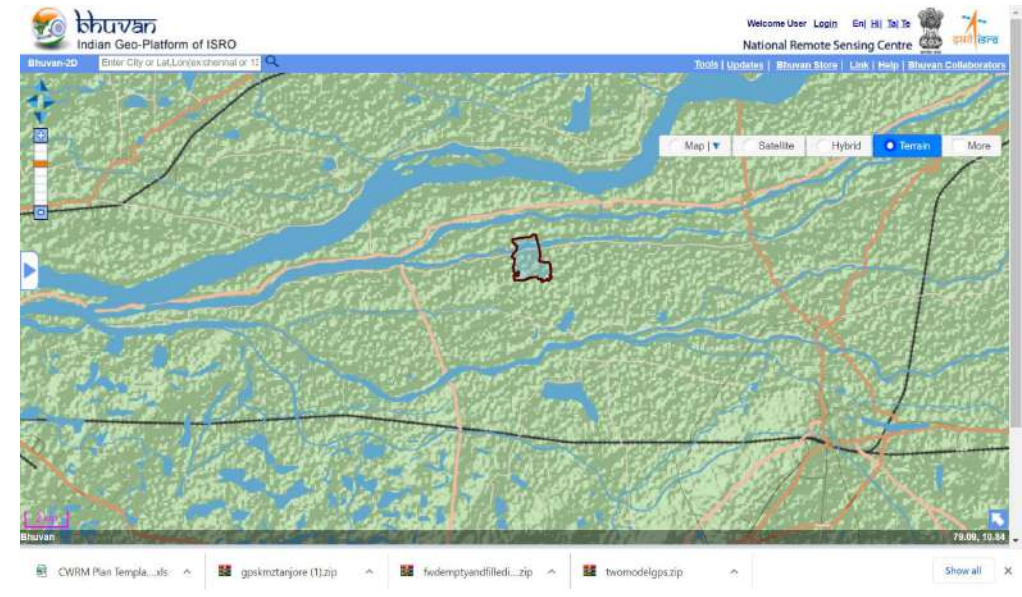 bhuvan
Indian Geo-Platform of ISRO
Welcome User Login En| Hi| Ta| Te
National Remote Sensing Centre
इसरो isro
Bhuvan-2D
Enter City or Lat,Lon(ex:chennai or 13
Tools | Updates | Bhuvan Store | Link | Help | Bhuvan Collaborators
Map | ▼ Satellite Hybrid Terrain More
Bhuvan
79.09, 10.84
CWRM Plan Templa....xls
gpskmztanjore (1).zip
fwdemptyandfilledi....zip
twomodelgps.zip
Show all